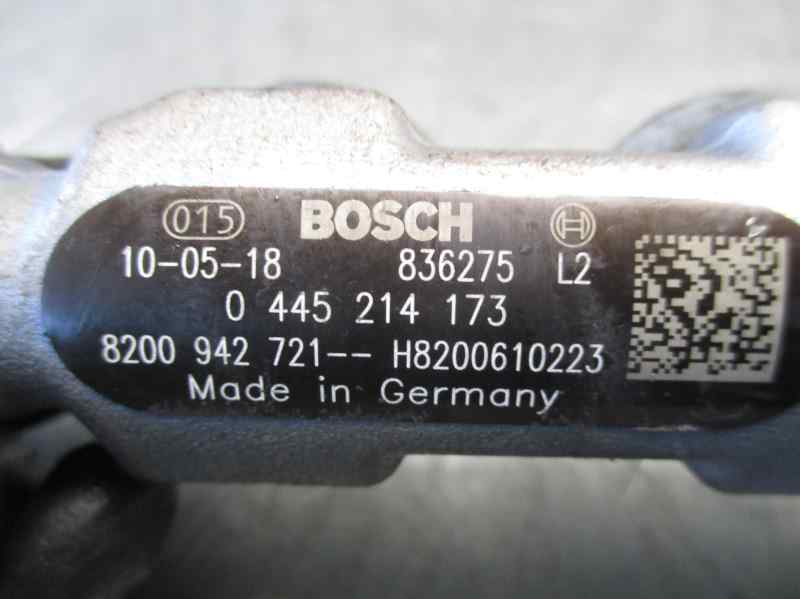 015 BOSCH
10-05-18 836275 L2
0 445 214 173
8200 942 721-- H8200610223
Made in Germany